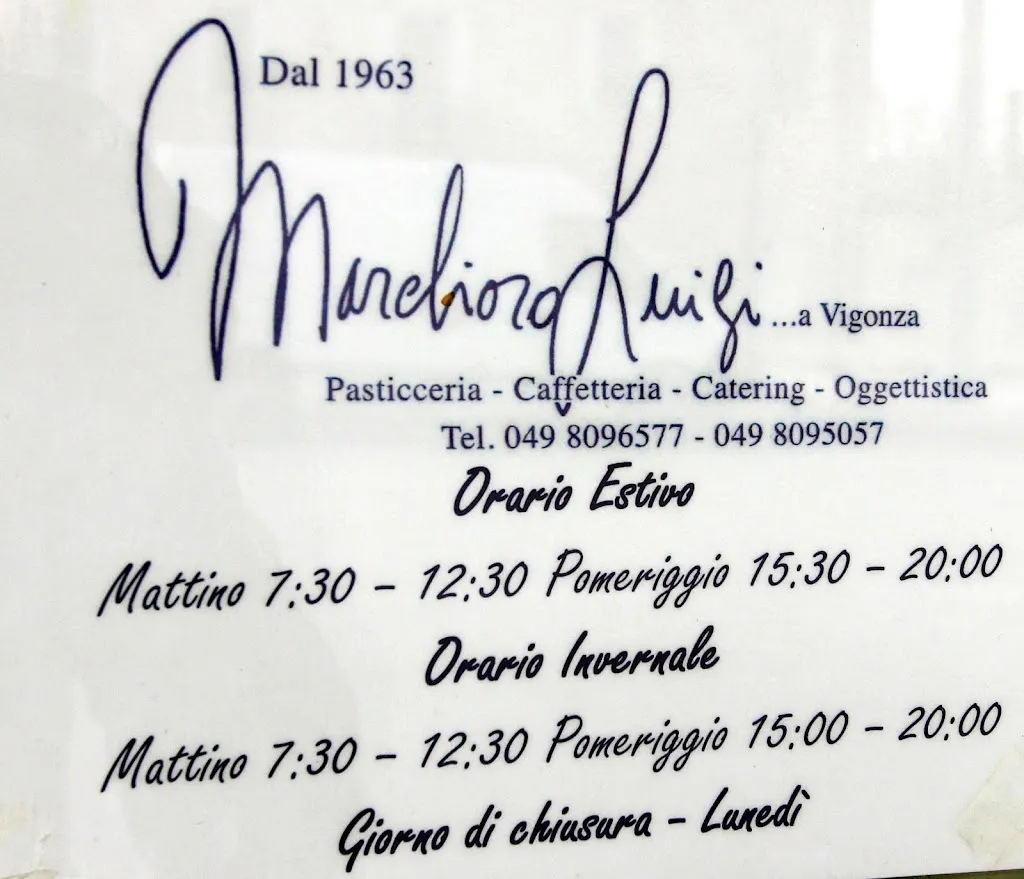 Dal 1963
Marchioro Luigi ...a Vigonza
Pasticceria - Caffetteria - Catering - Oggettistica
Tel. 049 8096577 - 049 8095057
Orario Estivo
Mattino 7:30 – 12:30 Pomeriggio 15:30 – 20:00
Orario Invernale
Mattino 7:30 – 12:30 Pomeriggio 15:00 – 20:00
Giorno di chiusura – Lunedì